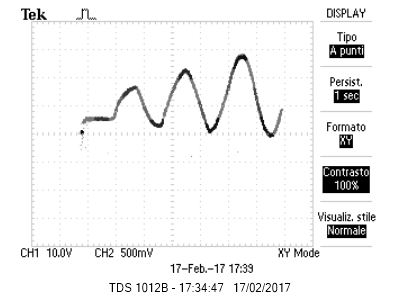 Tek
DISPLAY
Tipo
A punti
Persist.
1 sec
Formato
XY
Contrasto
100%
Visualiz. stile
Normale
CH1 10.0V CH2 500mV XY Mode
17-Feb.-17 17:39
TDS 1012B - 17:34:47 17/02/2017